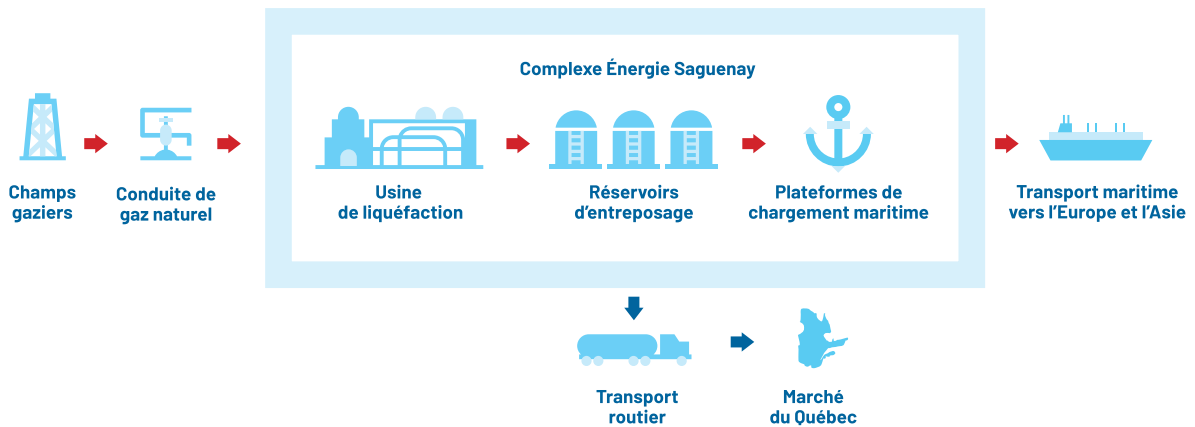 Complexe Énergie Saguenay
Champs
gaziers
Conduite de
gaz naturel
Usine
de liquéfaction
Réservoirs
d’entreposage
Plateformes de
chargement maritime
Transport maritime
vers l’Europe et l’Asie
Transport
routier
Marché
du Québec